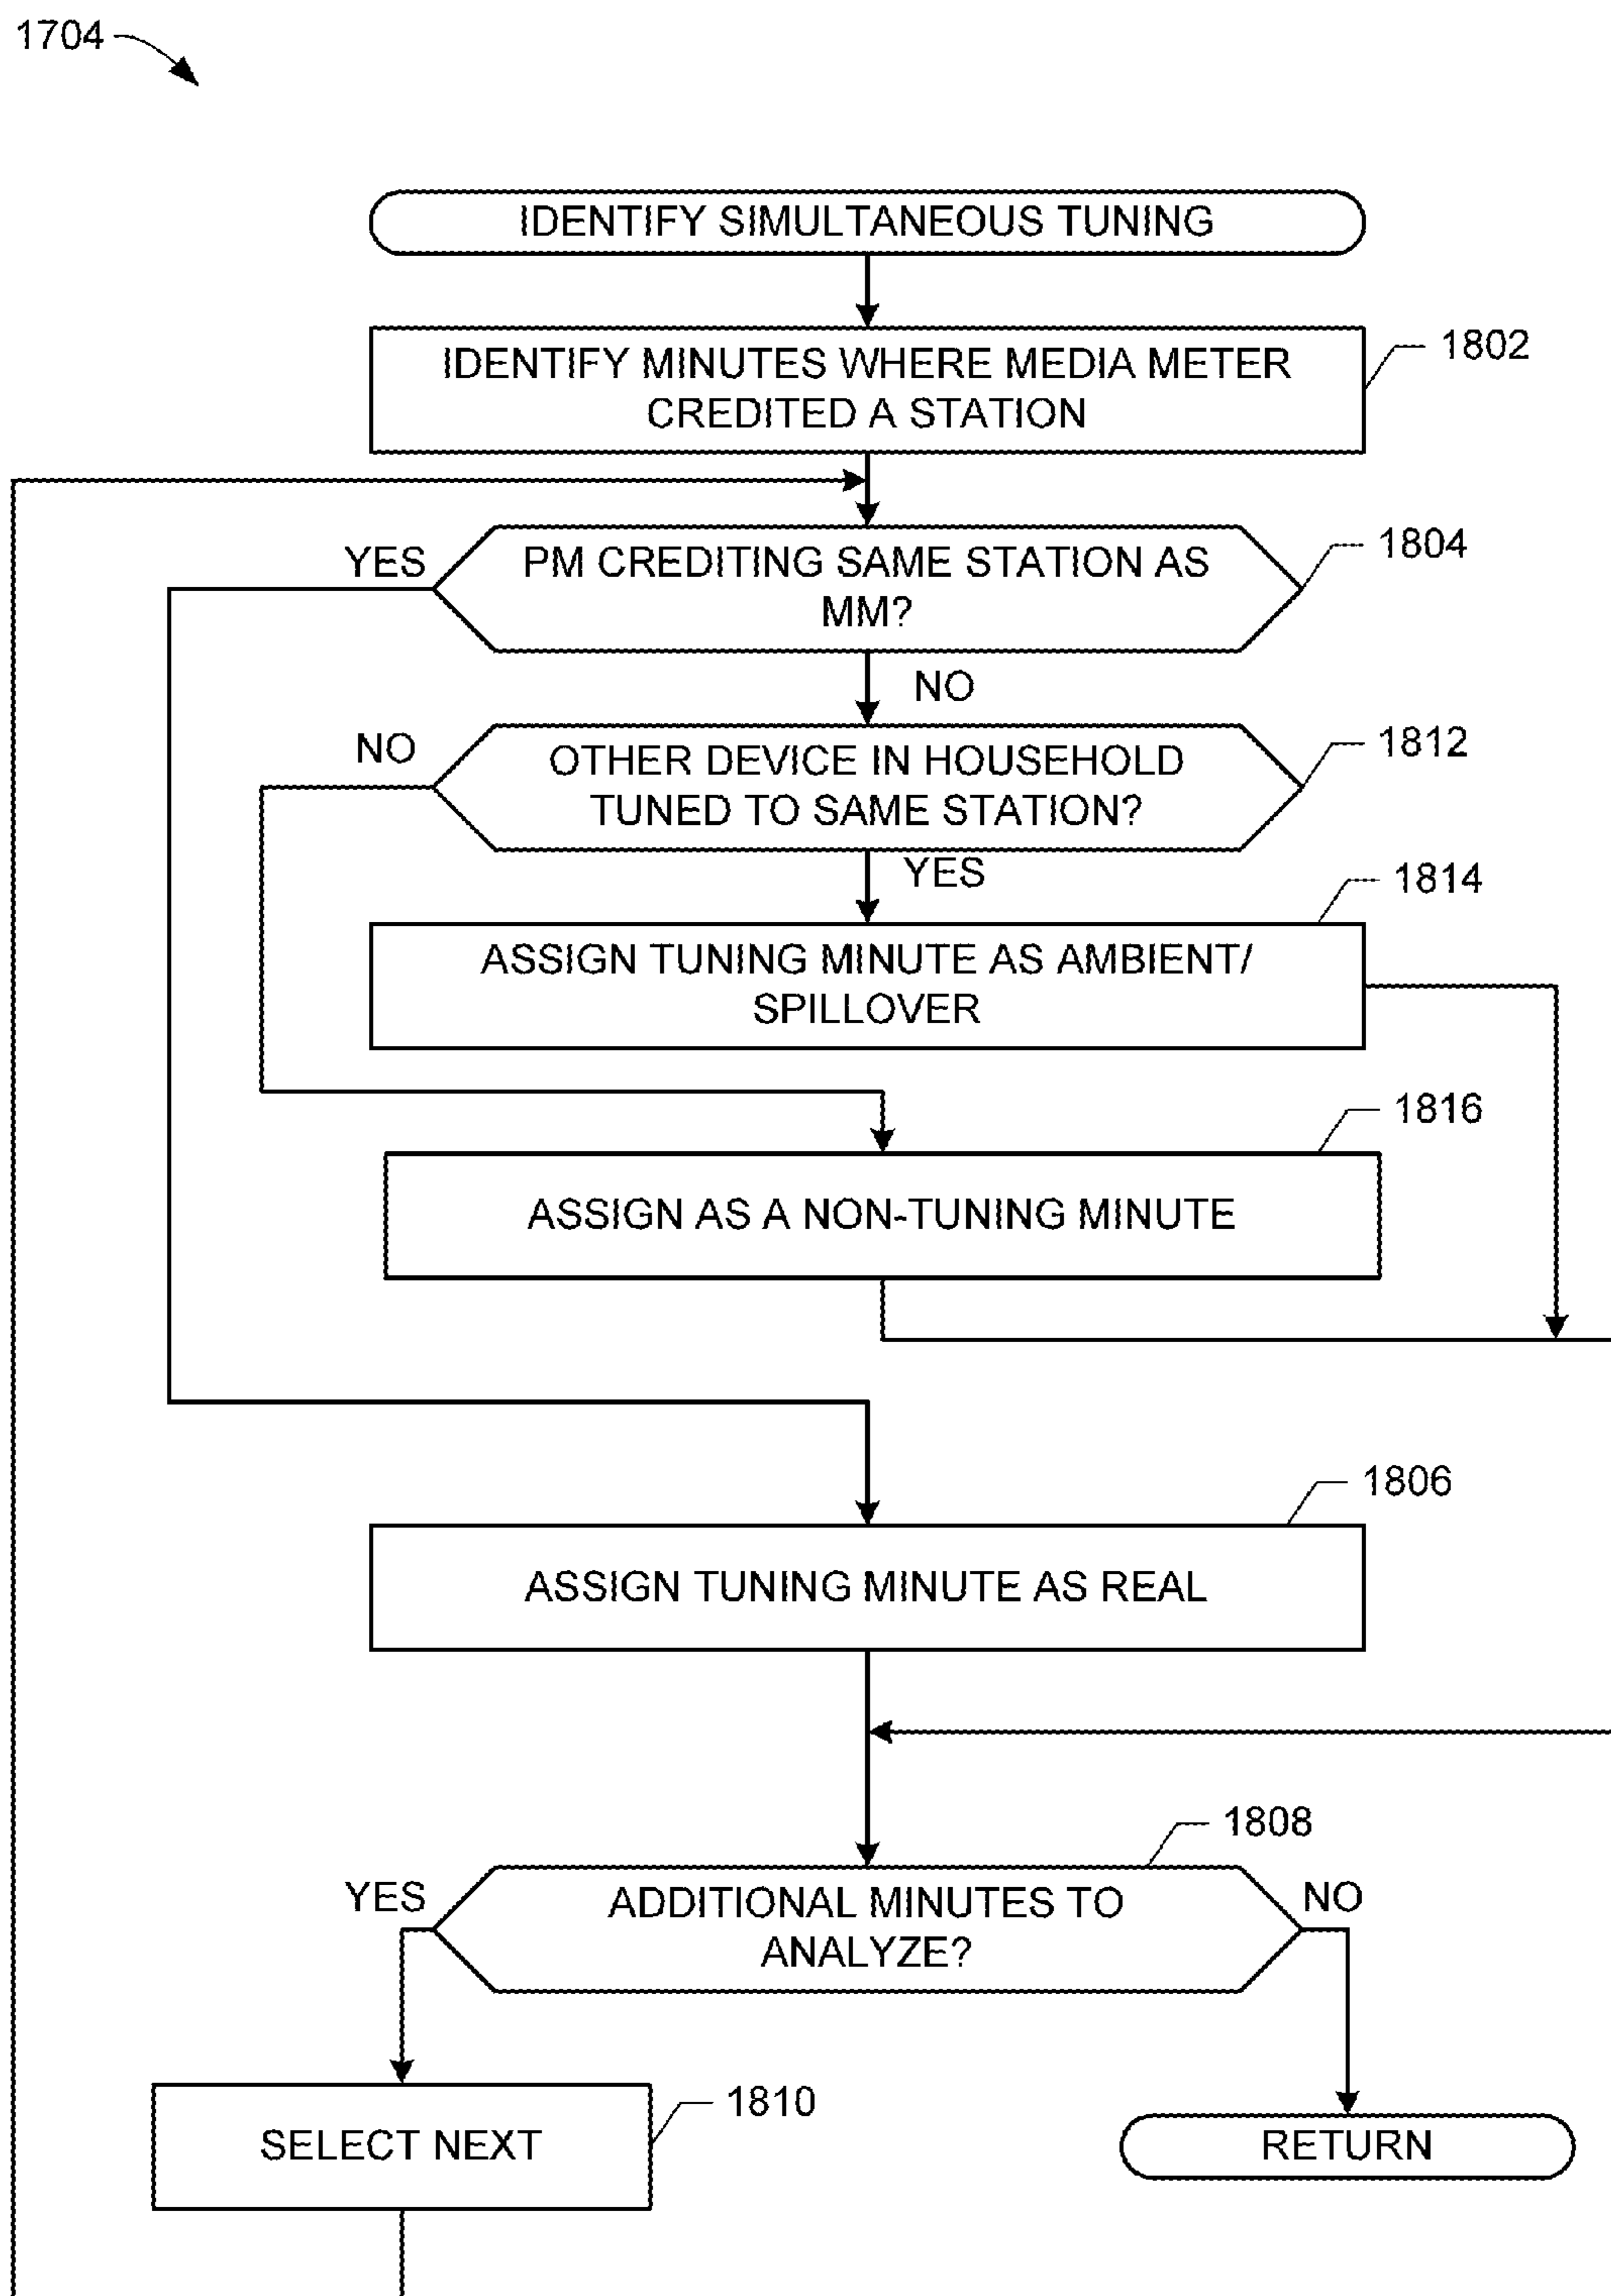 1704
IDENTIFY SIMULTANEOUS TUNING
IDENTIFY MINUTES WHERE MEDIA METER
CREDITED A STATION
1802
PM CREDITING SAME STATION AS
MM?
1804
YES
NO
OTHER DEVICE IN HOUSEHOLD
TUNED TO SAME STATION?
1812
NO
YES
ASSIGN TUNING MINUTE AS AMBIENT/
SPILLOVER
1814
ASSIGN AS A NON-TUNING MINUTE
1816
ASSIGN TUNING MINUTE AS REAL
1806
ADDITIONAL MINUTES TO
ANALYZE?
1808
YES
NO
SELECT NEXT
1810
RETURN